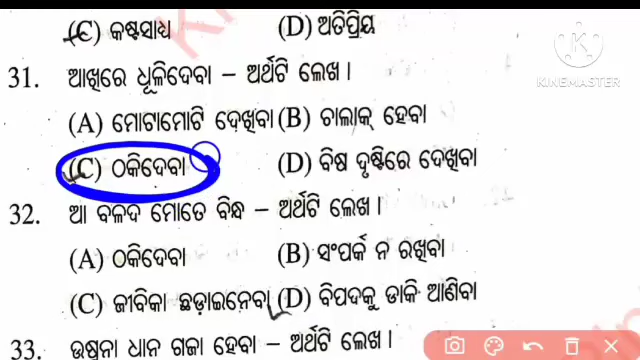 (C) କଷ୍ଟସାଧ୍ୟ (D) ଅତିପ୍ରିୟ
31. ଆଖିରେ ଧୂଳିଦେବା – ଅର୍ଥଟି ଲେଖ।
(A) ମୋଟାମୋଟି ଦେଖିବା (B) ଚାଲାକ୍ ହେବା
(C) ଠକିଦେବା (D) ବିଷ ଦୃଷ୍ଟିରେ ଦେଖିବା
32. ଆ ବଳଦ ମୋତେ ବିନ୍ଧ – ଅର୍ଥଟି ଲେଖ।
(A) ଠକିଦେବା (B) ସଂପର୍କ ନ ରଖିବା
(C) ଜୀବିକା ଛଡ଼ାଇନେବା (D) ବିପଦକୁ ଡାକି ଆଣିବା
33. ଉଷୁନା ଧାନ ଗଜା ହେବା – ଅର୍ଥଟି ଲେଖ।
KINEMASTER